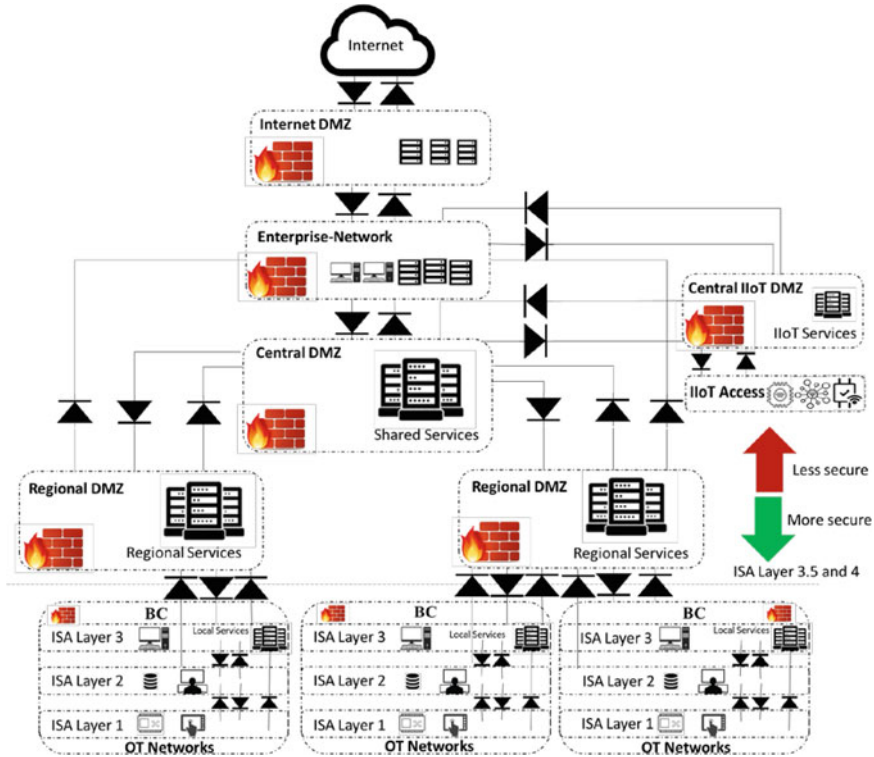 Internet
Internet DMZ
Enterprise-Network
Central IIoT DMZ
IIoT Services
Central DMZ
Shared Services
IIoT Access
Less secure
More secure
ISA Layer 3.5 and 4
Regional DMZ
Regional Services
Regional DMZ
Regional Services
BC
ISA Layer 3
Local Services
ISA Layer 2
ISA Layer 1
OT Networks
BC
ISA Layer 3
Local Services
ISA Layer 2
ISA Layer 1
OT Networks
BC
ISA Layer 3
Local Services
ISA Layer 2
ISA Layer 1
OT Networks